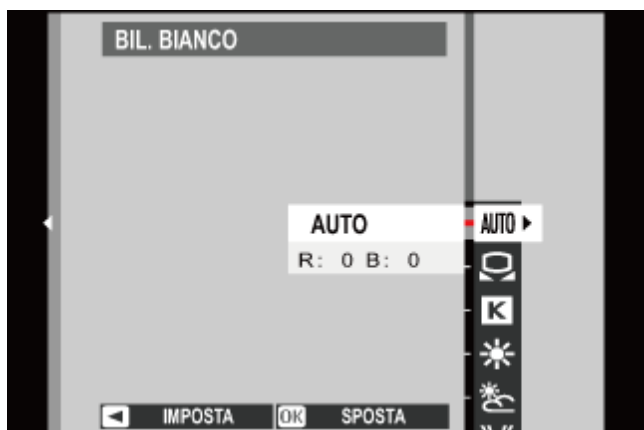 BIL. BIANCO
AUTO AUTO
R: 0 B: 0
K
IMPOSTA OK SPOSTA